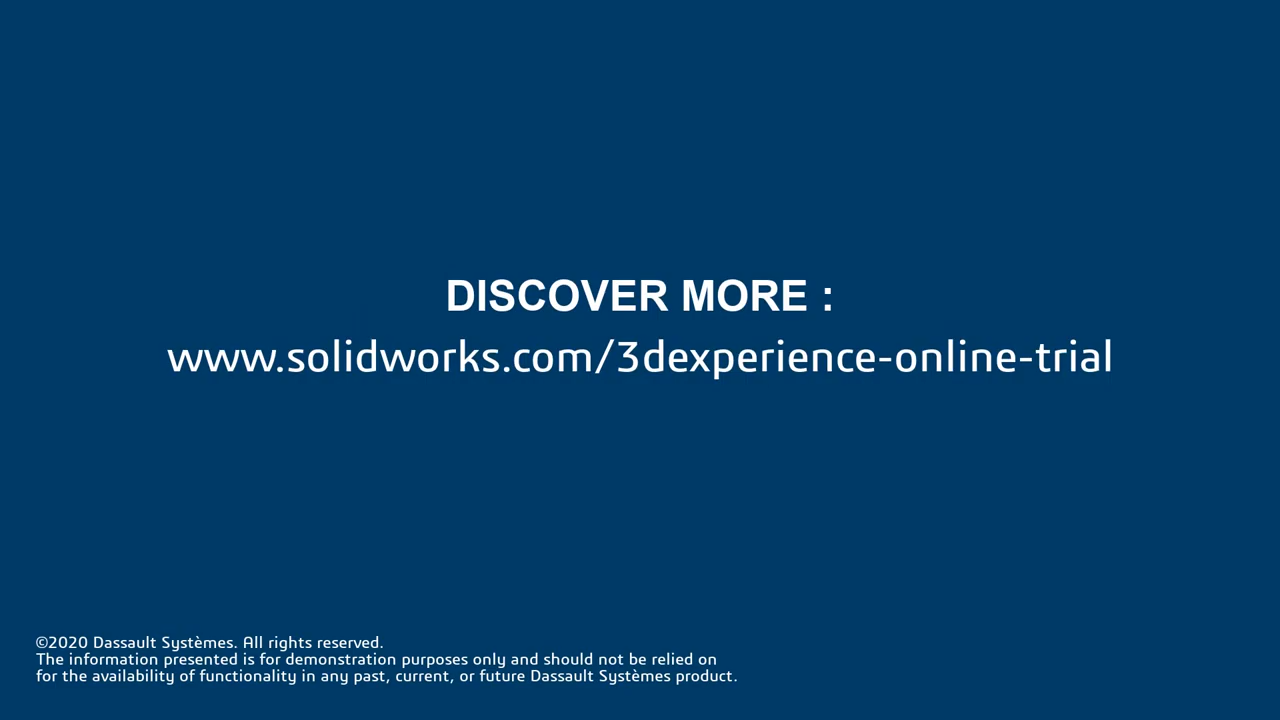 DISCOVER MORE :
www.solidworks.com/3dexperience-online-trial
©2020 Dassault Systèmes. All rights reserved.
The information presented is for demonstration purposes only and should not be relied on
for the availability of functionality in any past, current, or future Dassault Systèmes product.